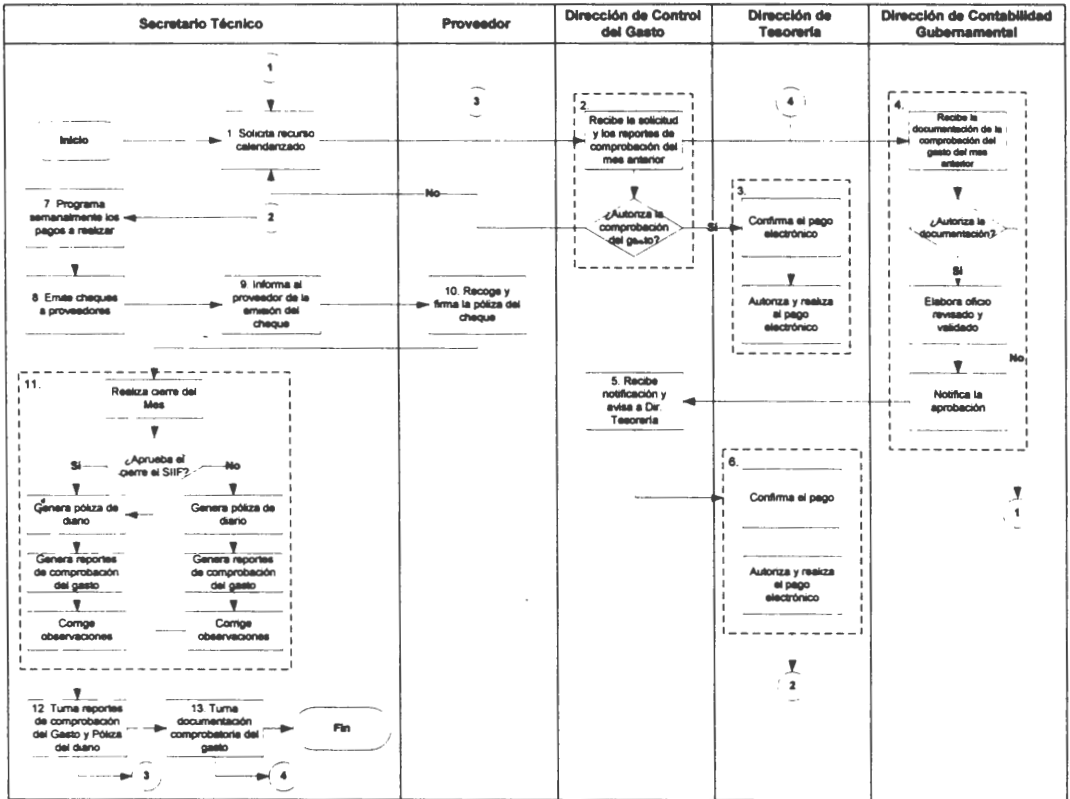 Secretario Técnico
Proveedor
Dirección de Control
del Gasto
Dirección de
Tesorería
Dirección de Contabilidad
Gubernamental
1
3
4
Inicio
1 Solicita recurso
calendarizado
2.
Recibe la solicitud
y los reportes de
comprobación del
mes anterior
4.
Recibe la
documentación de la
comprobación del
gasto del mes
anterior
No
7 Programa
semanalmente los
pagos a realizar
2
¿Autoriza la
comprobación
del gasto?
Sí
3.
Confirma el pago
electrónico
¿Autoriza la
documentación?
Sí
8 Emite cheques
a proveedores
9. Informa al
proveedor de la
emisión del
cheque
10. Recoge y
firma la póliza del
cheque
Autoriza y realiza
al pago
electrónico
Elabora oficio
revisado y
validado
No
11.
Realiza cierre del
Mes
5. Recibe
notificación y
avisa a Dir.
Tesorería
Notifica la
aprobación
¿Aprueba el
cierre el SIIF?
Sí
No
6.
Confirma el pago
1
Genera póliza de
diario
Genera póliza de
diario
Genera reportes
de comprobación
del gasto
Genera reportes
de comprobación
del gasto
Autoriza y realiza
el pago
electrónico
Corrige
observaciones
Corrige
observaciones
2
12 Turna reportes
de comprobación
del Gasto y Póliza
del diario
13. Turna
documentación
comprobatoria del
gasto
Fin
3
4